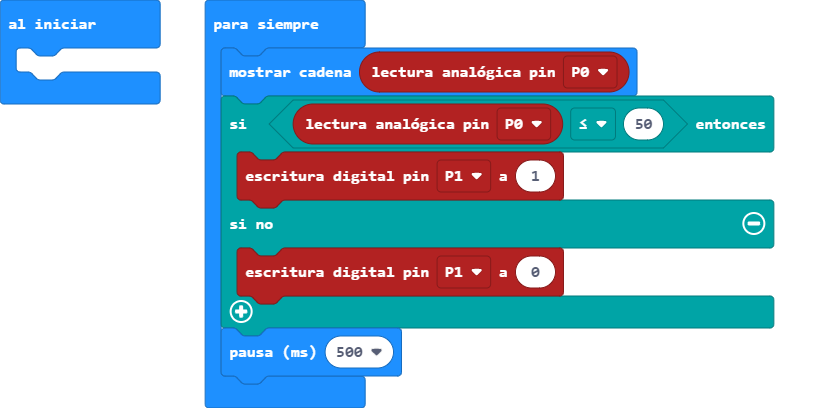 al iniciar
para siempre
mostrar cadena lectura analógica pin P0
si lectura analógica pin P0 ≤ 50 entonces
escritura digital pin P1 a 1
si no
escritura digital pin P1 a 0
pausa (ms) 500